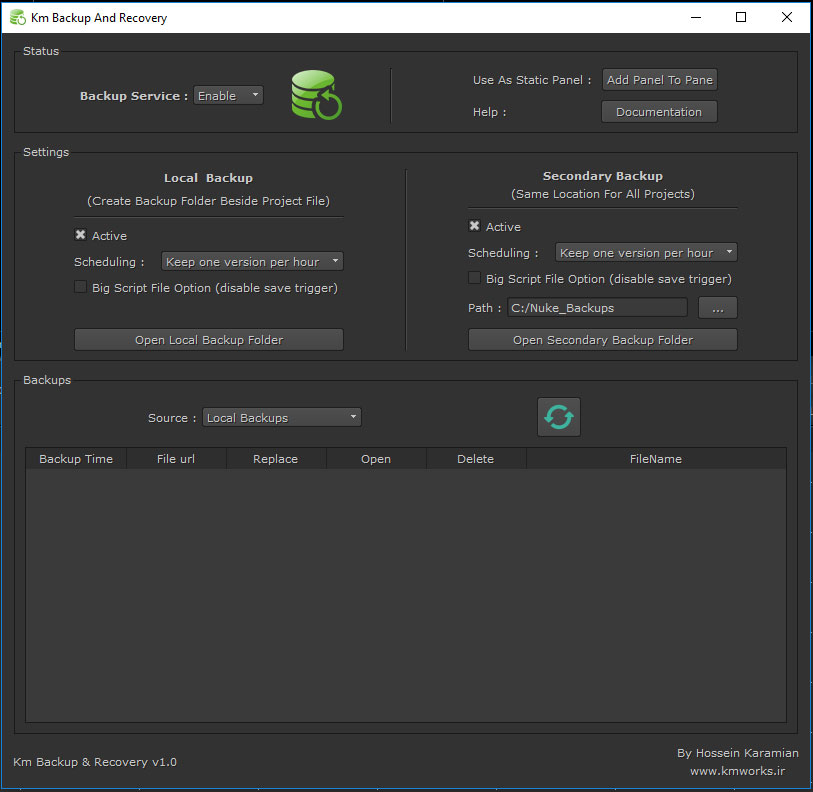 Km Backup And Recovery
Status
Backup Service :
Enable
Use As Static Panel :
Add Panel To Pane
Help :
Documentation
Settings
Local Backup
(Create Backup Folder Beside Project File)
Active
Scheduling :
Keep one version per hour
Big Script File Option (disable save trigger)
Open Local Backup Folder
Secondary Backup
(Same Location For All Projects)
Active
Scheduling :
Keep one version per hour
Big Script File Option (disable save trigger)
Path :
C:/Nuke_Backups
...
Open Secondary Backup Folder
Backups
Source :
Local Backups
Backup Time
File url
Replace
Open
Delete
FileName
Km Backup & Recovery v1.0
By Hossein Karamian
www.kmworks.ir